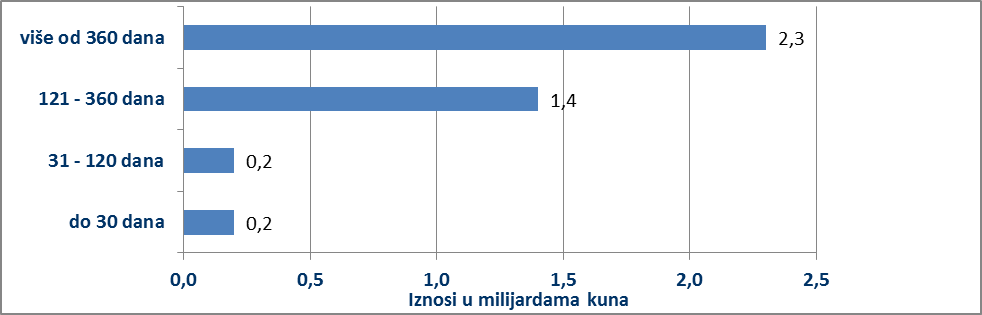 više od 360 dana
2,3
121 - 360 dana
1,4
31 - 120 dana
0,2
do 30 dana
0,2
0,0 0,5 1,0 1,5 2,0 2,5
Iznosi u milijardama kuna